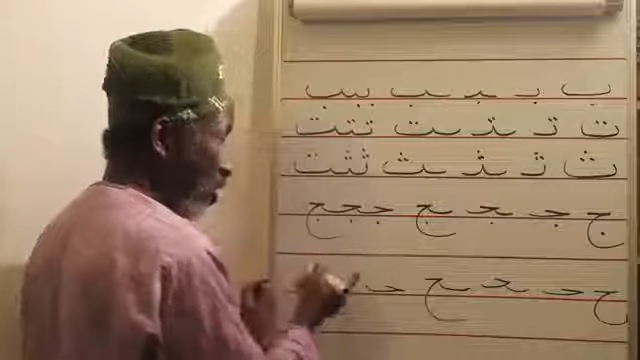 ب بـ ـبـ ـب ببب
ت تـ ـتـ ـت تتت
ث ثـ ـثـ ـث ثثث
ج جـ ـجـ ـج ججج
ح حـ ـحـ ـح حـ